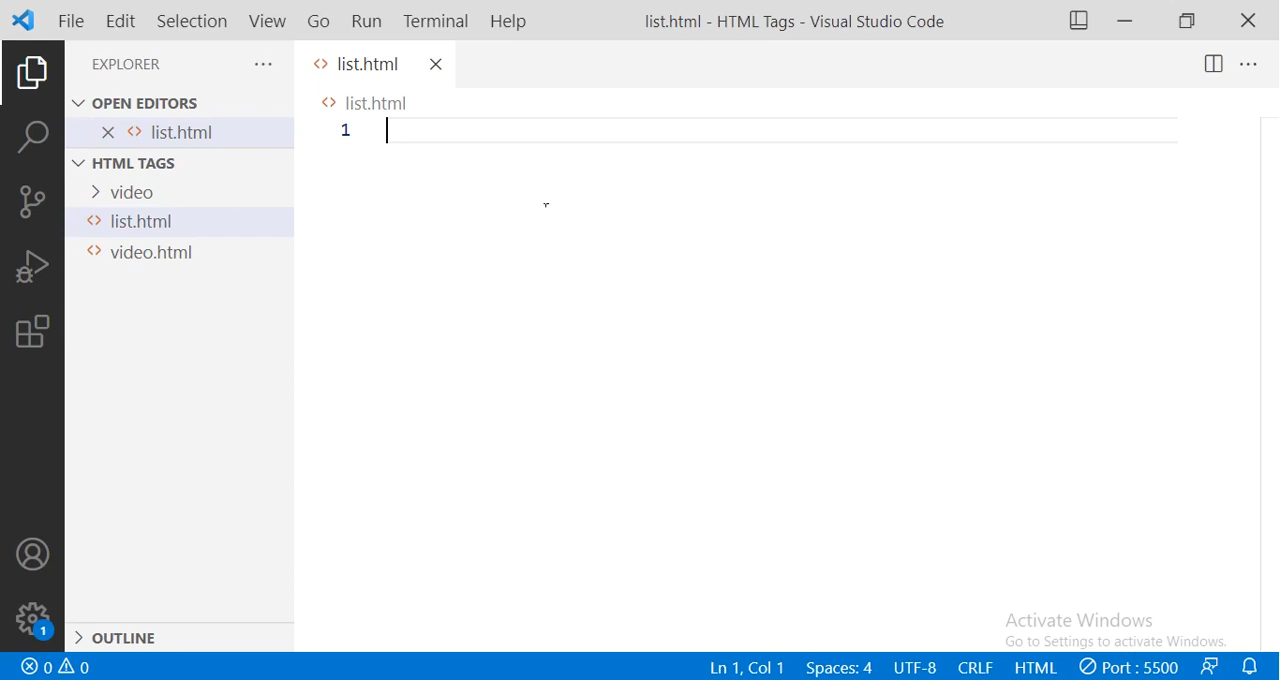 File Edit Selection View Go Run Terminal Help list.html - HTML Tags - Visual Studio Code
EXPLORER
OPEN EDITORS
list.html
HTML TAGS
video
list.html
video.html
OUTLINE
list.html
list.html
1
Activate Windows
Go to Settings to activate Windows.
1
0 0 Ln 1, Col 1 Spaces: 4 UTF-8 CRLF HTML Port : 5500